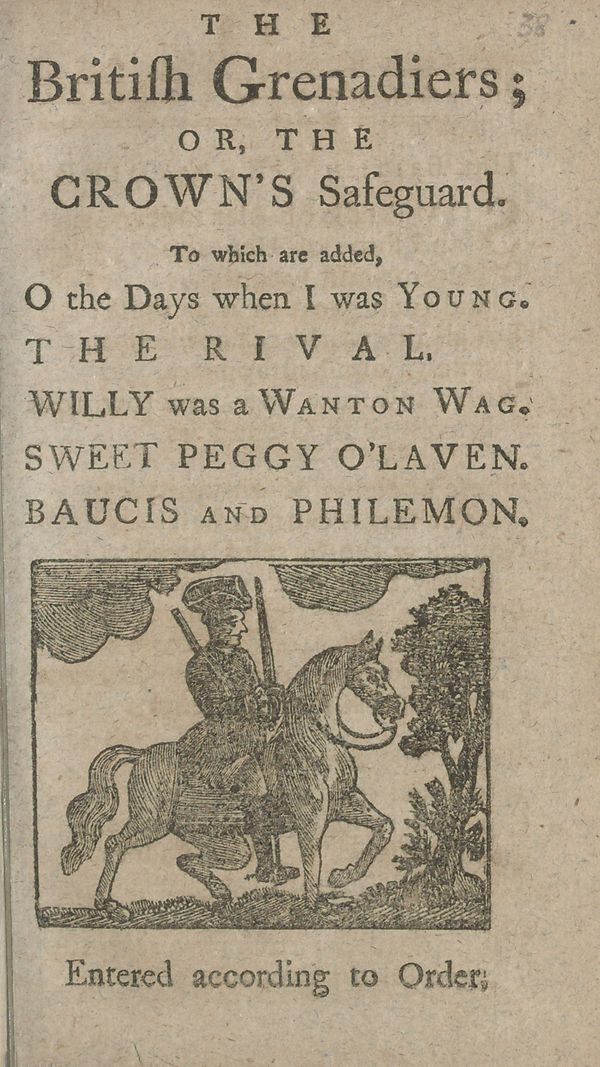 THE
38
Britiſh Grenadiers;
OR, THE
CROWN'S Safeguard.
To which are added,
O the Days when I was YOUNG.
THE RIVAL.
WILLY was a WANTON WAG.
SWEET PEGGY O'LAVEN.
BAUCIS AND PHILEMON.
Entered according to Order;